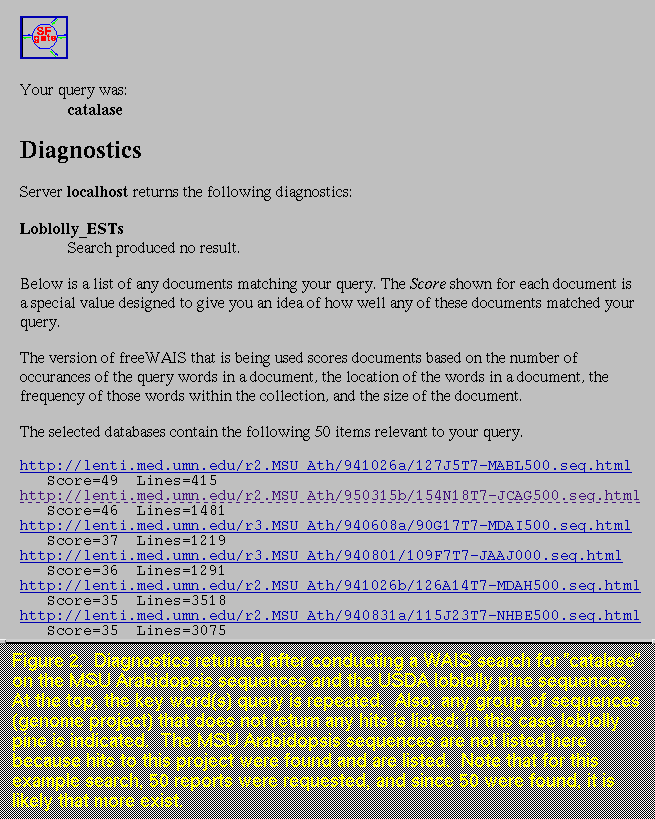 SF
gate
Your query was:
catalase
Diagnostics
Server localhost returns the following diagnostics:
Loblolly_ESTs
Search produced no result.
Below is a list of any documents matching your query. The Score shown for each document is
a special value designed to give you an idea of how well any of these documents matched your
query.
The version of freeWAIS that is being used scores documents based on the number of
occurances of the query words in a document, the location of the words in a document, the
frequency of those words within the collection, and the size of the document.
The selected databases contain the following 50 items relevant to your query.
http://lenti.med.umn.edu/r2.MSU_Ath/941026a/127J5T7-MABL500.seq.html
Score=49 Lines=415
http://lenti.med.umn.edu/r2.MSU_Ath/950315b/154N18T7-JCAG500.seq.html
Score=46 Lines=1481
http://lenti.med.umn.edu/r3.MSU_Ath/940608a/90G17T7-MDAI500.seq.html
Score=37 Lines=1219
http://lenti.med.umn.edu/r3.MSU_Ath/940801/109F7T7-JAAJ000.seq.html
Score=36 Lines=1291
http://lenti.med.umn.edu/r2.MSU_Ath/941026b/126A14T7-MDAH500.seq.html
Score=35 Lines=3518
http://lenti.med.umn.edu/r2.MSU_Ath/940831a/115J23T7-NHBE500.seq.html
Score=35 Lines=3075
Figure 2. Diagnostics returned after conducting a WAIS search for "catalase"
on the MSU Arabidopsis sequences and the USDA loblolly pine sequences.
At the top, the key word(s) query is repeated. Also, any group of sequences
(genome project) that does not return any hits is listed, in this case loblolly
pine is indicated. The MSU Arabidopsis sequences are not listed here
because hits to this project were found and are listed. Note that for this
example search, 50 reports were requested, and since 50 were found, it is
likely that more exist.